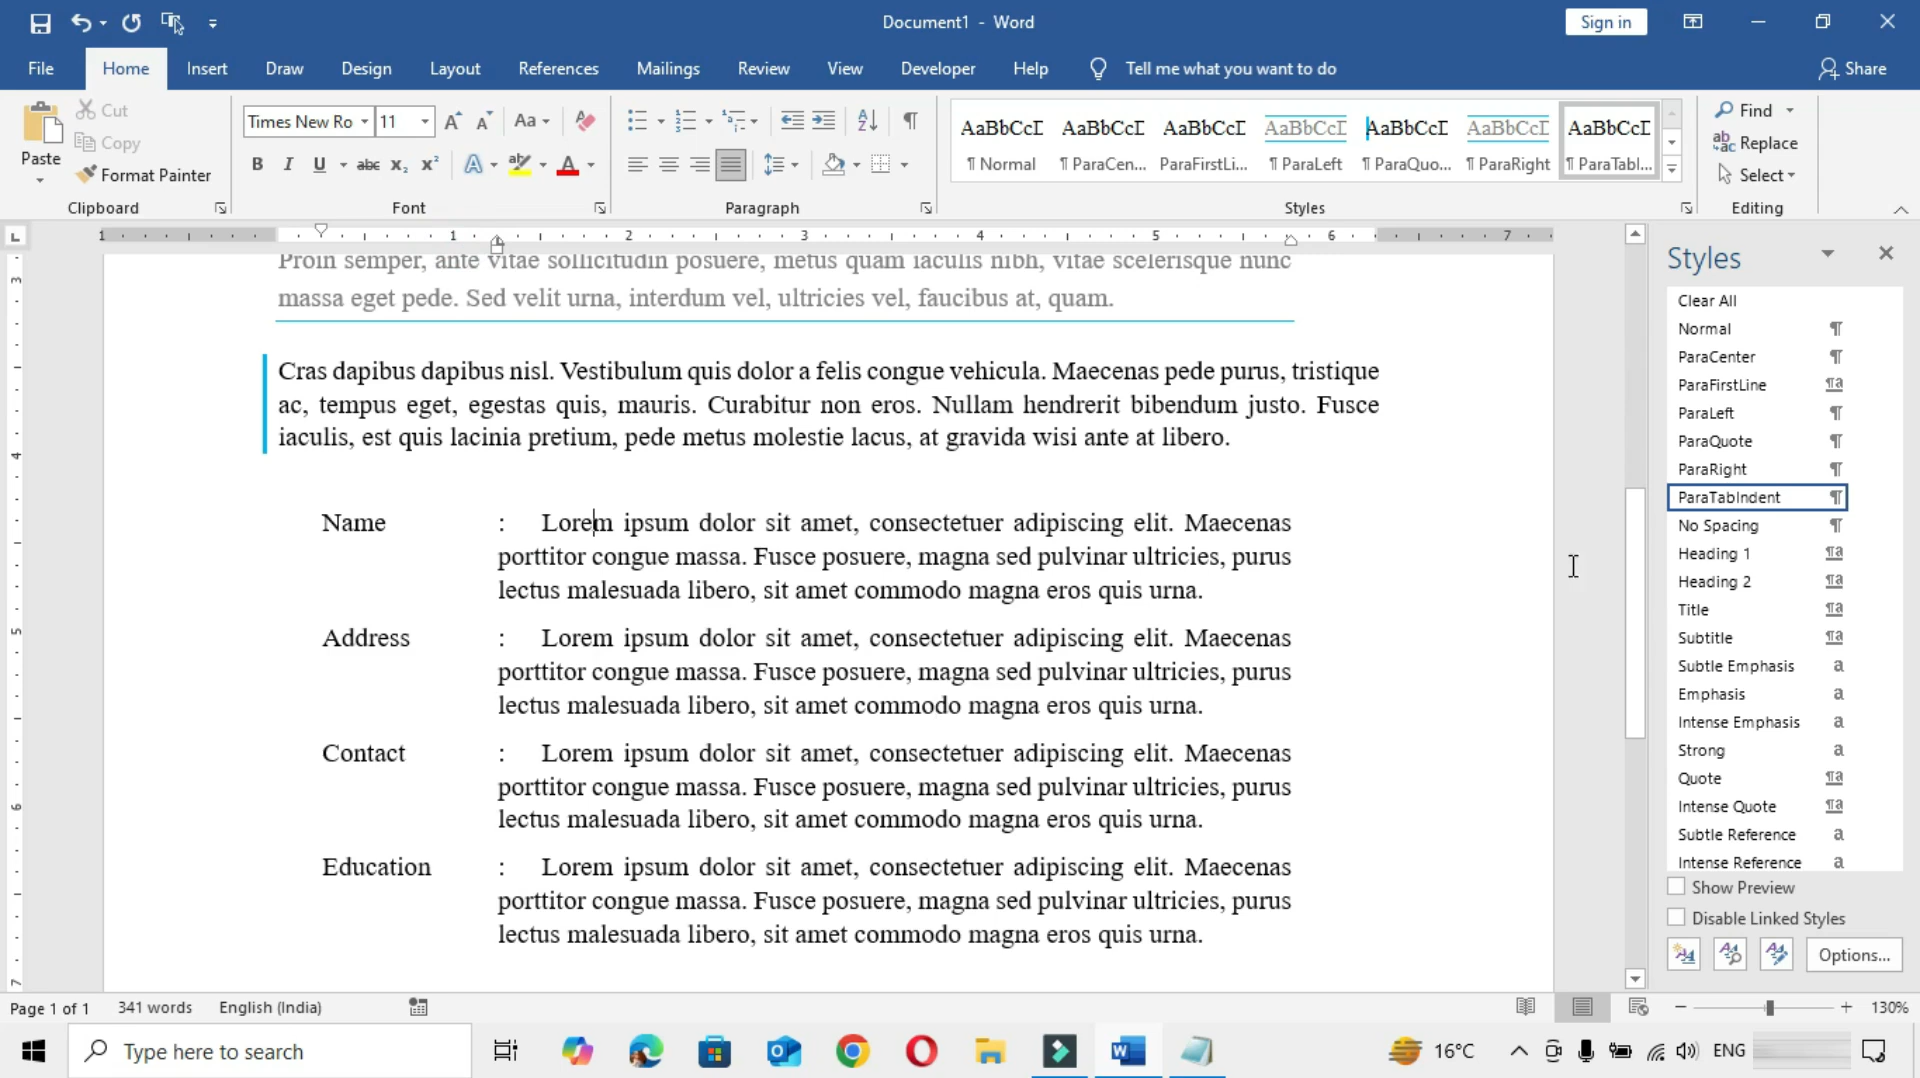 Document1 - Word
Sign in
File Home Insert Draw Design Layout References Mailings Review View Developer Help Tell me what you want to do Share
Paste
Cut
Copy
Format Painter
Clipboard
Times New Ro 11
Font
Paragraph
AaBbCcI AaBbCcI AaBbCcI AaBbCcI AaBbCcI AaBbCcI AaBbCcI
¶ Normal ¶ ParaCen... ParaFirstLi... ¶ ParaLeft ¶ ParaQuo... ¶ ParaRight ¶ ParaTabl...
Styles
Find
Replace
Select
Editing
1 1 2 3 4 5 6 7
Proin semper, ante vitae sollicitudin posuere, metus quam iaculis nibh, vitae scelerisque nunc
massa eget pede. Sed velit urna, interdum vel, ultricies vel, faucibus at, quam.
Cras dapibus dapibus nisl. Vestibulum quis dolor a felis congue vehicula. Maecenas pede purus, tristique
ac, tempus eget, egestas quis, mauris. Curabitur non eros. Nullam hendrerit bibendum justo. Fusce
iaculis, est quis lacinia pretium, pede metus molestie lacus, at gravida wisi ante at libero.
Name : Lorem ipsum dolor sit amet, consectetuer adipiscing elit. Maecenas
porttitor congue massa. Fusce posuere, magna sed pulvinar ultricies, purus
lectus malesuada libero, sit amet commodo magna eros quis urna.
Address : Lorem ipsum dolor sit amet, consectetuer adipiscing elit. Maecenas
porttitor congue massa. Fusce posuere, magna sed pulvinar ultricies, purus
lectus malesuada libero, sit amet commodo magna eros quis urna.
Contact : Lorem ipsum dolor sit amet, consectetuer adipiscing elit. Maecenas
porttitor congue massa. Fusce posuere, magna sed pulvinar ultricies, purus
lectus malesuada libero, sit amet commodo magna eros quis urna.
Education : Lorem ipsum dolor sit amet, consectetuer adipiscing elit. Maecenas
porttitor congue massa. Fusce posuere, magna sed pulvinar ultricies, purus
lectus malesuada libero, sit amet commodo magna eros quis urna.
Styles
Clear All
Normal ¶
ParaCenter ¶
ParaFirstLine ¶a
ParaLeft ¶
ParaQuote ¶
ParaRight ¶
ParaTabIndent ¶
No Spacing ¶
Heading 1 ¶a
Heading 2 ¶a
Title ¶a
Subtitle ¶a
Subtle Emphasis a
Emphasis a
Intense Emphasis a
Strong a
Quote ¶a
Intense Quote ¶a
Subtle Reference a
Intense Reference a
Show Preview
Disable Linked Styles
Options...
Page 1 of 1 341 words English (India) 130%
Type here to search
16°C ENG